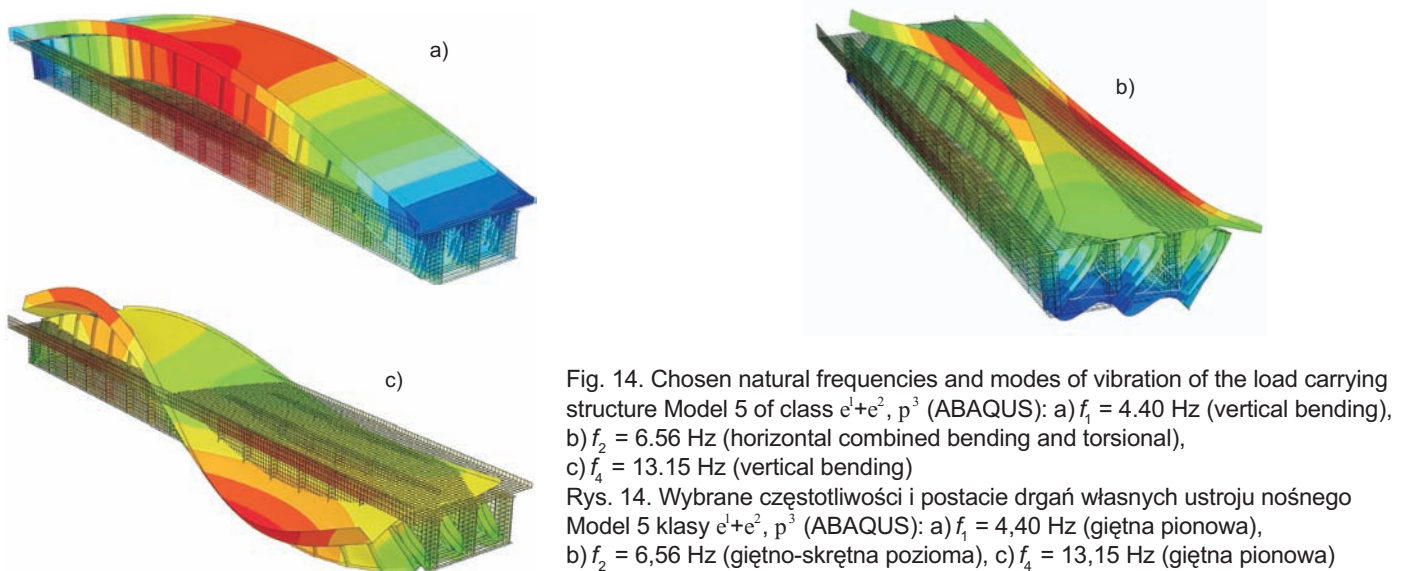 a)
b)
c)
Fig. 14. Chosen natural frequencies and modes of vibration of the load carrying
structure Model 5 of class e¹+e², p³ (ABAQUS): a) f₁ = 4.40 Hz (vertical bending),
b) f₂ = 6.56 Hz (horizontal combined bending and torsional),
c) f₄ = 13.15 Hz (vertical bending)
Rys. 14. Wybrane częstotliwości i postacie drgań własnych ustroju nośnego
Model 5 klasy e¹+e², p³ (ABAQUS): a) f₁ = 4,40 Hz (giętna pionowa),
b) f₂ = 6,56 Hz (giętno-skrętna pozioma), c) f₄ = 13,15 Hz (giętna pionowa)